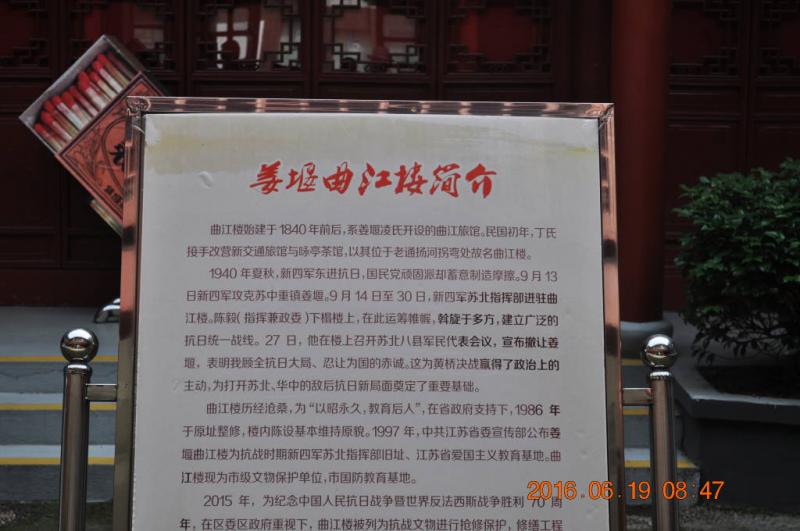 姜堰曲江楼简介
曲江楼始建于1840年前后，系姜堰凌氏开设的曲江旅馆。民国初年，丁氏
接手改营新交通旅馆与咏亭茶馆，以其位于老通扬河拐弯处故名曲江楼。
1940年夏秋，新四军东进抗日，国民党顽固派却蓄意制造摩擦。9月13
日新四军攻克苏中重镇姜堰。9月14日至30日，新四军苏北指挥部进驻曲
江楼。陈毅（指挥兼政委）下榻楼上，在此运筹帷幄，斡旋于多方，建立广泛的
抗日统一战线。27日，他在楼上召开苏北八县军民代表会议，宣布撤让姜
堰，表明我顾全抗日大局、忍让为国的赤诚。这为黄桥决战赢得了政治上的
主动，为打开苏北、华中的敌后抗日新局面奠定了重要基础。
曲江楼历经沧桑，为“以昭永久，教育后人”，在省政府支持下，1986年
于原址整修，楼内陈设基本维持原貌。1997年，中共江苏省委宣传部公布姜
堰曲江楼为抗战时期新四军苏北指挥部旧址、江苏省爱国主义教育基地。曲
江楼现为市级文物保护单位，市国防教育基地。
2015年，为纪念中国人民抗日战争暨世界反法西斯战争胜利70周
年，在区委区政府重视下，曲江楼被列为抗战文物进行抢修保护，修缮工程
2016.06.19 08:47